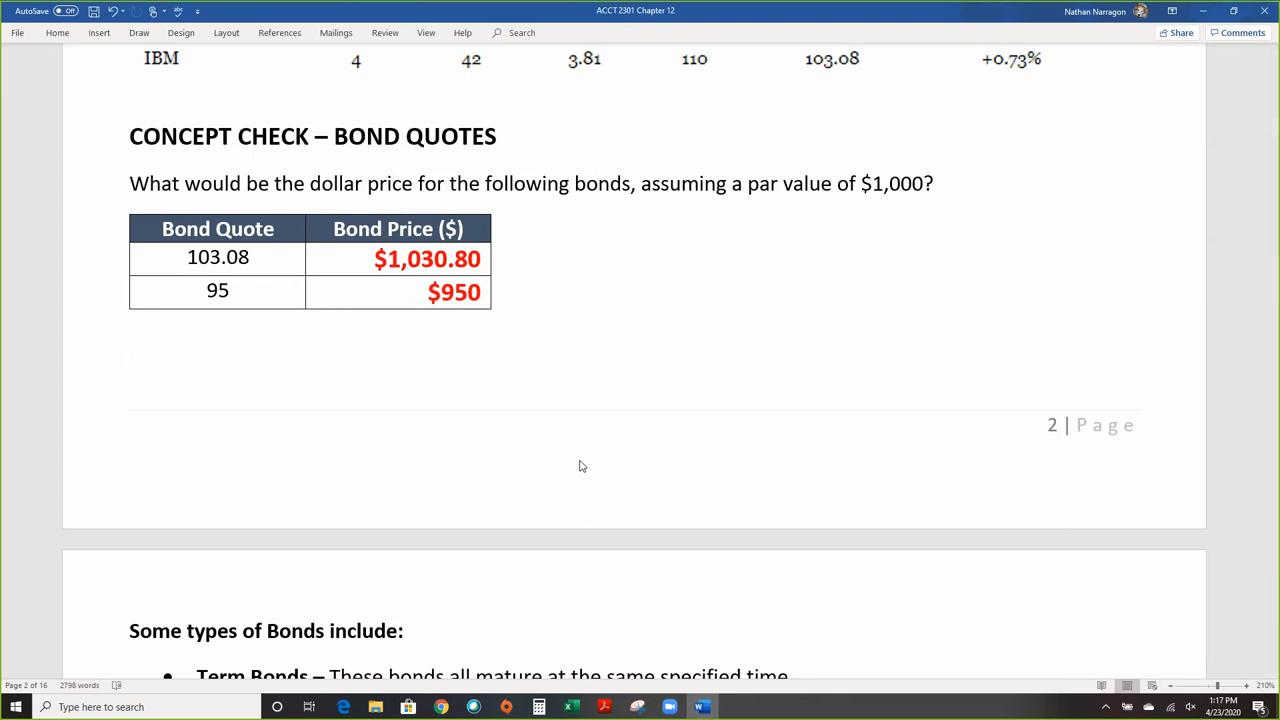 AutoSave Off
ACCT 2301 Chapter 12
Nathan Narragon
File Home Insert Draw Design Layout References Mailings Review View Help Search Share Comments
IBM 4 42 3.81 110 103.08 +0.73%
CONCEPT CHECK – BOND QUOTES
What would be the dollar price for the following bonds, assuming a par value of $1,000?
Bond Quote Bond Price ($)
103.08 $1,030.80
95 $950
2 | Page
Some types of Bonds include:
• Term Bonds – These bonds all mature at the same specified time
Page 2 of 16 2798 words 210%
Type here to search
1:17 PM
4/23/2020
5